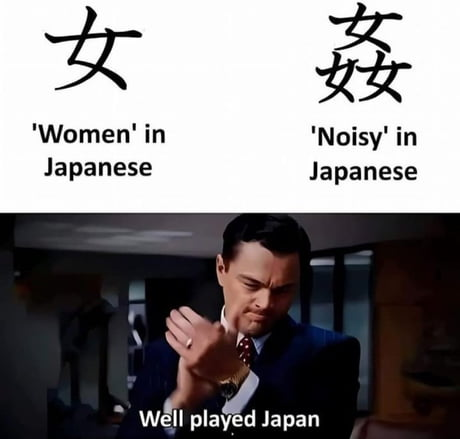 女
姦
'Women' in
Japanese
'Noisy' in
Japanese
Well played Japan